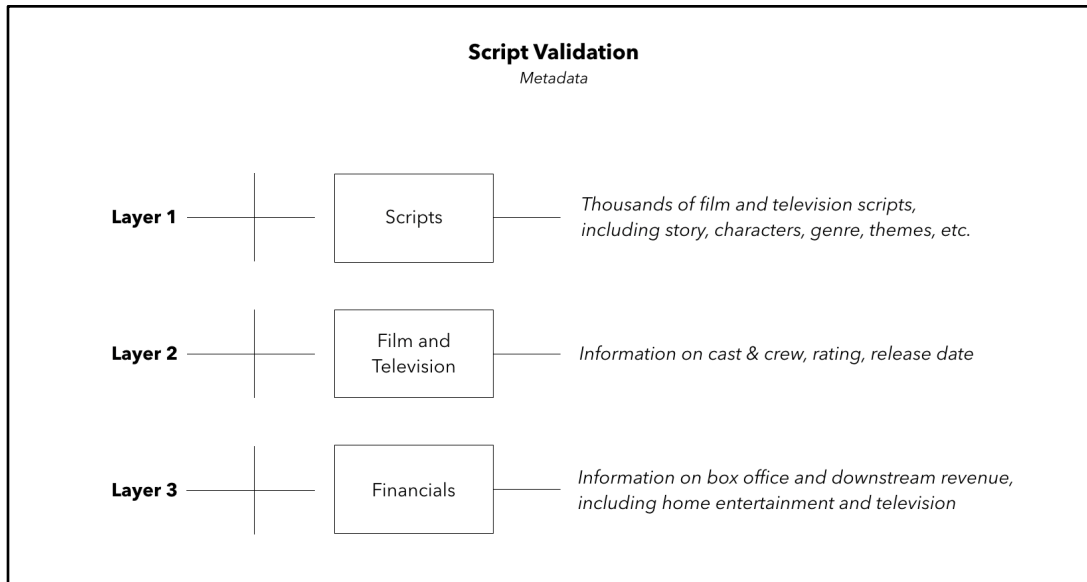 Script Validation
Metadata
Layer 1
Scripts
Thousands of film and television scripts,
including story, characters, genre, themes, etc.
Layer 2
Film and
Television
Information on cast & crew, rating, release date
Layer 3
Financials
Information on box office and downstream revenue,
including home entertainment and television